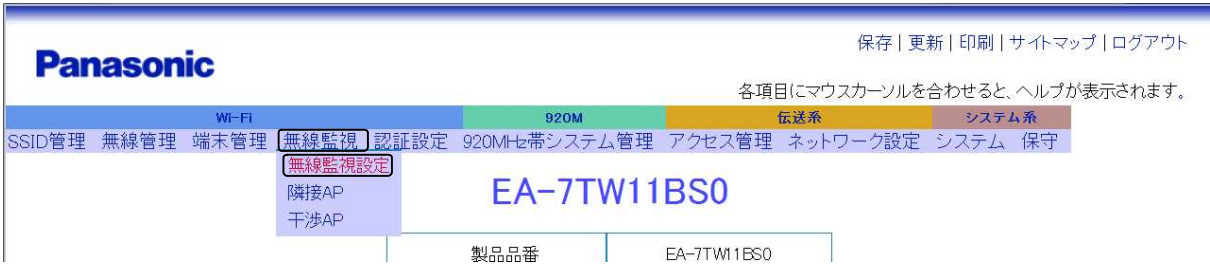 保存 | 更新 | 印刷 | サイトマップ | ログアウト
Panasonic
各項目にマウスカーソルを合わせると、ヘルプが表示されます。
Wi-Fi 920M 伝送系 システム系
SSID管理 無線管理 端末管理 無線監視 認証設定 920MHz帯システム管理 アクセス管理 ネットワーク設定 システム 保守
無線監視設定
隣接AP
干渉AP
EA-7TW11BS0
製品品番 EA-7TW11BS0